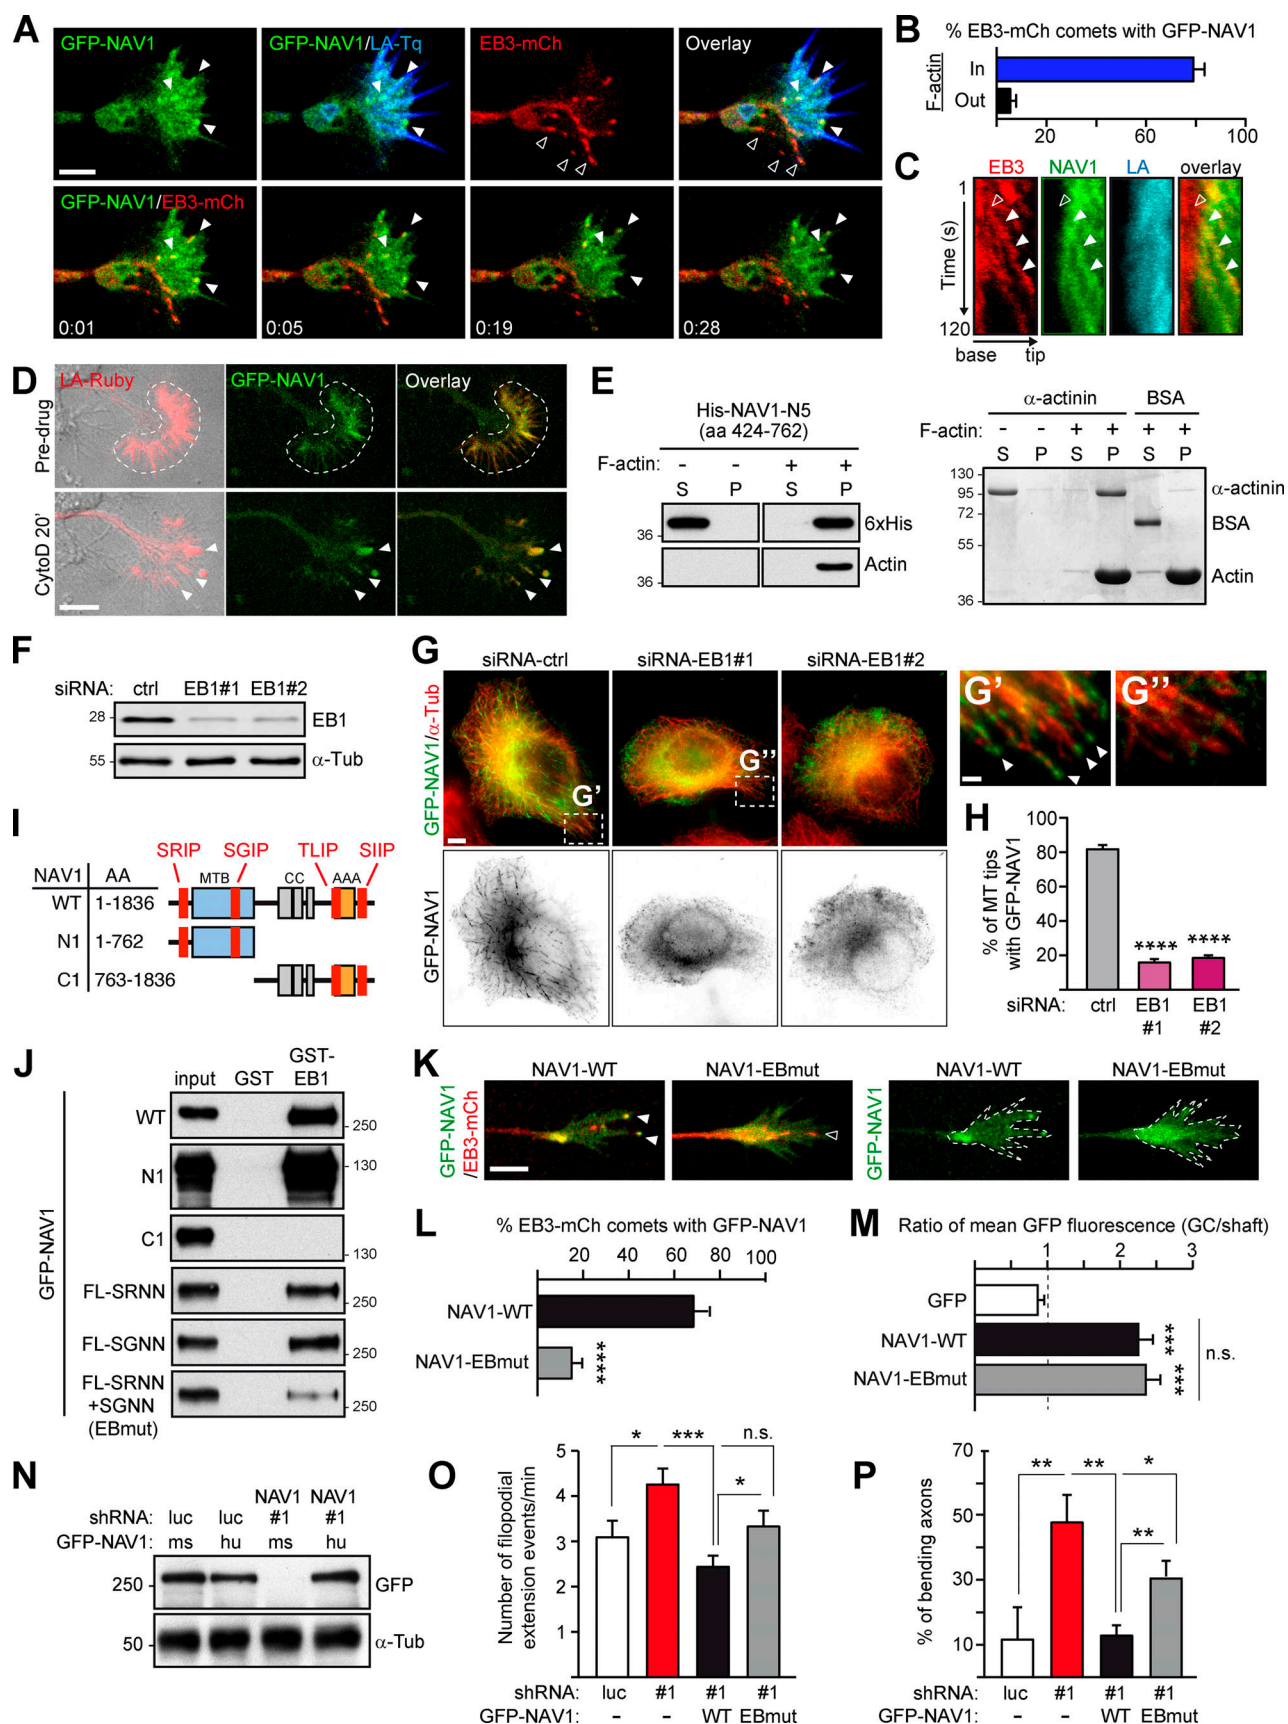 A
GFP-NAV1
GFP-NAV1/LA-Tq
EB3-mCh
Overlay
GFP-NAV1/EB3-mCh
0:01
0:05
0:19
0:28
B
% EB3-mCh comets with GFP-NAV1
F-actin
In
Out
20
60
100
C
EB3
NAV1
LA
overlay
1
Time (s)
120
base
tip
D
LA-Ruby
GFP-NAV1
Overlay
Pre-drug
CytoD 20'
E
His-NAV1-N5
(aa 424-762)
F-actin: - - + +
S P S P
36
6xHis
36
Actin
α-actinin
BSA
F-actin: - - + + + +
S P S P S P
130
95
72
55
36
α-actinin
BSA
Actin
F
siRNA: ctrl EB1#1 EB1#2
28
EB1
55
α-Tub
G
siRNA-ctrl
siRNA-EB1#1
siRNA-EB1#2
GFP-NAV1/α-Tub
G'
G''
G'
G''
GFP-NAV1
H
% of MT tips
with GFP-NAV1
100
80
60
40
20
****
****
siRNA: ctrl EB1 EB1
#1 #2
I
SRIP
SGIP
TLIP
SIIP
NAV1 AA
MTB
CC
AAA
WT 1-1836
N1 1-762
C1 763-1836
J
input
GST
GST-
EB1
GFP-NAV1
WT
250
N1
130
C1
130
FL-SRNN
250
FL-SGNN
250
FL-SRNN
+SGNN
(EBmut)
250
K
NAV1-WT
NAV1-EBmut
NAV1-WT
NAV1-EBmut
GFP-NAV1
/EB3-mCh
GFP-NAV1
L
% EB3-mCh comets with GFP-NAV1
20
60
80
100
NAV1-WT
NAV1-EBmut
****
M
Ratio of mean GFP fluorescence (GC/shaft)
1
2
3
GFP
NAV1-WT
***
NAV1-EBmut
***
n.s.
N
shRNA: luc luc NAV1 #1 NAV1 #1
GFP-NAV1: ms hu ms hu
250
GFP
50
α-Tub
O
Number of filopodial
extension events/min
5
4
3
2
1
*
***
n.s.
*
shRNA: luc #1 #1 #1
GFP-NAV1: - - WT EBmut
P
% of bending axons
70
50
30
10
**
**
*
**
shRNA: luc #1 #1 #1
GFP-NAV1: - - WT EBmut